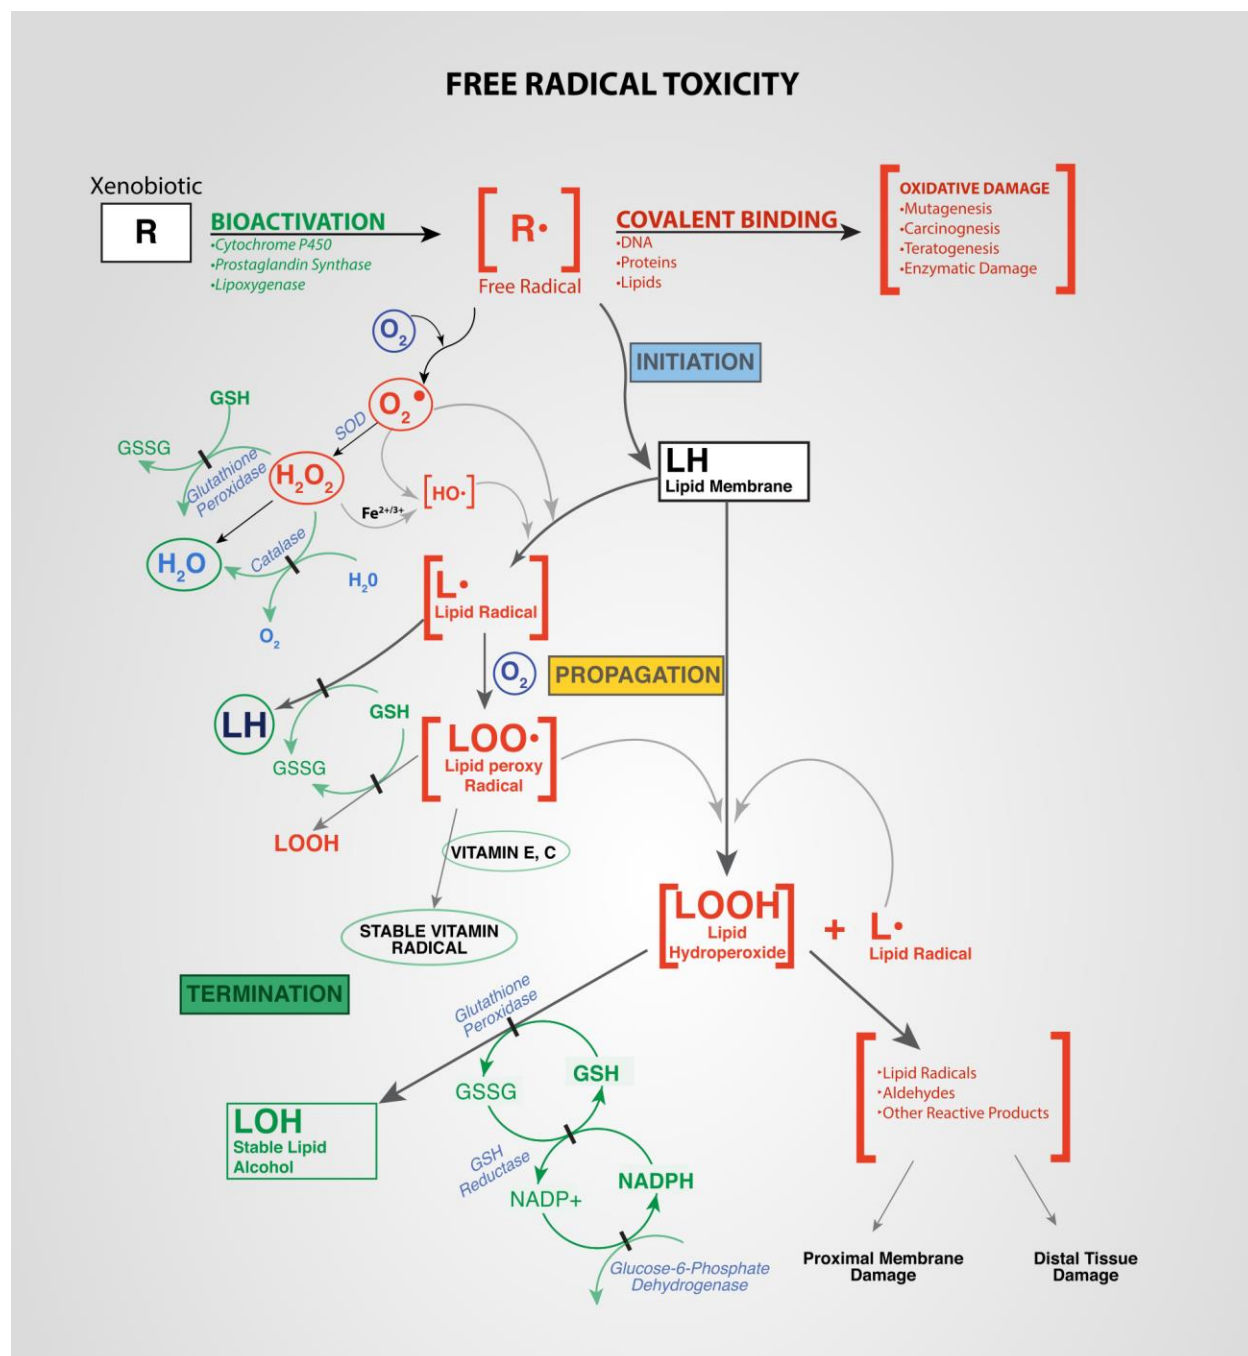 FREE RADICAL TOXICITY
Xenobiotic
R
BIOACTIVATION
•Cytochrome P450
•Prostaglandin Synthase
•Lipoxygenase
[R•]
Free Radical
COVALENT BINDING
•DNA
•Proteins
•Lipids
OXIDATIVE DAMAGE
•Mutagenesis
•Carcinognesis
•Teratogenesis
•Enzymatic Damage
O₂
INITIATION
O₂•
SOD
GSH
GSSG
Glutathione
Peroxidase
H₂O₂
[HO•]
Fe²⁺/³⁺
LH
Lipid Membrane
H₂O
Catalase
H₂0
O₂
L•
Lipid Radical
O₂
PROPAGATION
LH
GSH
GSSG
LOO•
Lipid peroxy
Radical
LOOH
VITAMIN E, C
STABLE VITAMIN
RADICAL
LOOH
Lipid
Hydroperoxide
+
L•
Lipid Radical
TERMINATION
Glutathione
Peroxidase
GSSG
GSH
LOH
Stable Lipid
Alcohol
GSH
Reductase
NADP+
NADPH
Glucose-6-Phosphate
Dehydrogenase
‣Lipid Radicals
‣Aldehydes
‣Other Reactive Products
Proximal Membrane
Damage
Distal Tissue
Damage